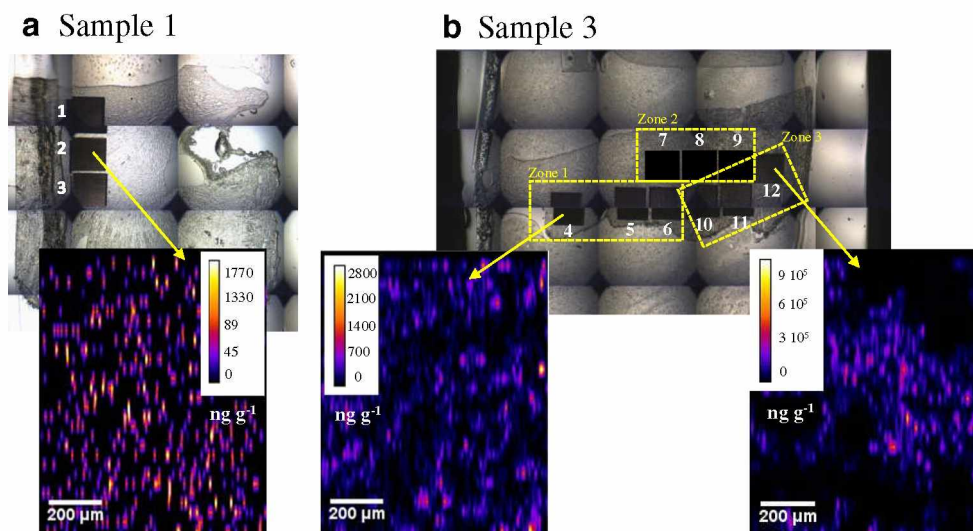 a Sample 1
b Sample 3
1
2
3
Zone 1
Zone 2
Zone 3
7 8 9
4 5 6
10 11 12
1770
1330
89
45
0
ng g⁻¹
200 µm
2800
2100
1400
700
0
ng g⁻¹
200 µm
9 10⁵
6 10⁵
3 10⁵
0
ng g⁻¹
200 µm